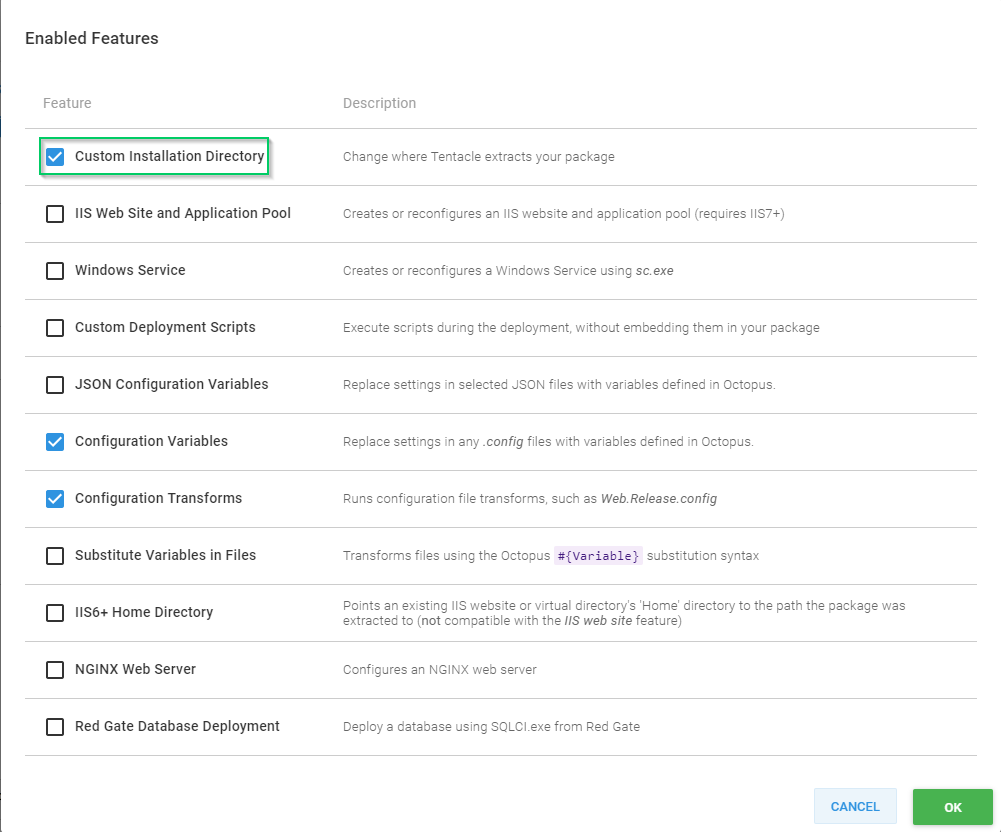 Enabled Features
Feature Description
Custom Installation Directory Change where Tentacle extracts your package
IIS Web Site and Application Pool Creates or reconfigures an IIS website and application pool (requires IIS7+)
Windows Service Creates or reconfigures a Windows Service using sc.exe
Custom Deployment Scripts Execute scripts during the deployment, without embedding them in your package
JSON Configuration Variables Replace settings in selected JSON files with variables defined in Octopus.
Configuration Variables Replace settings in any .config files with variables defined in Octopus.
Configuration Transforms Runs configuration file transforms, such as Web.Release.config
Substitute Variables in Files Transforms files using the Octopus #{Variable} substitution syntax
IIS6+ Home Directory Points an existing IIS website or virtual directory's 'Home' directory to the path the package was
extracted to (not compatible with the IIS web site feature)
NGINX Web Server Configures an NGINX web server
Red Gate Database Deployment Deploy a database using SQLCI.exe from Red Gate
CANCEL OK